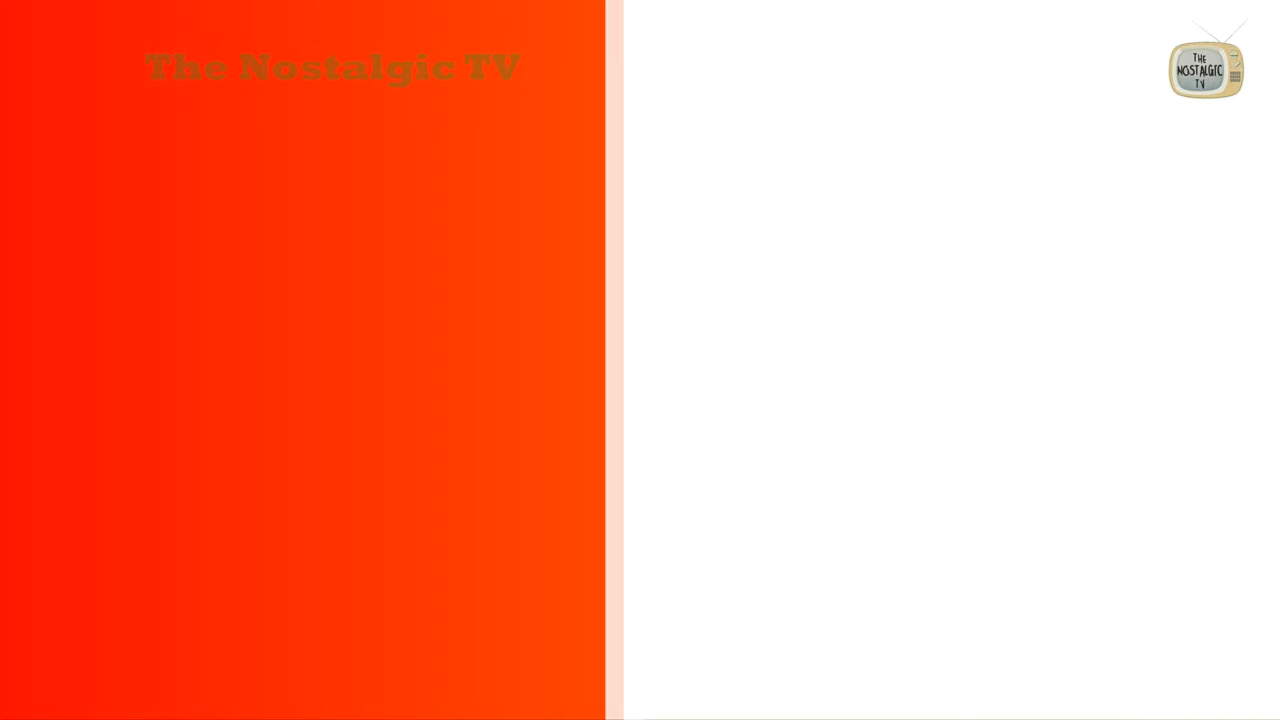 The Nostalgic TV
THE
NOSTALGIC
TV